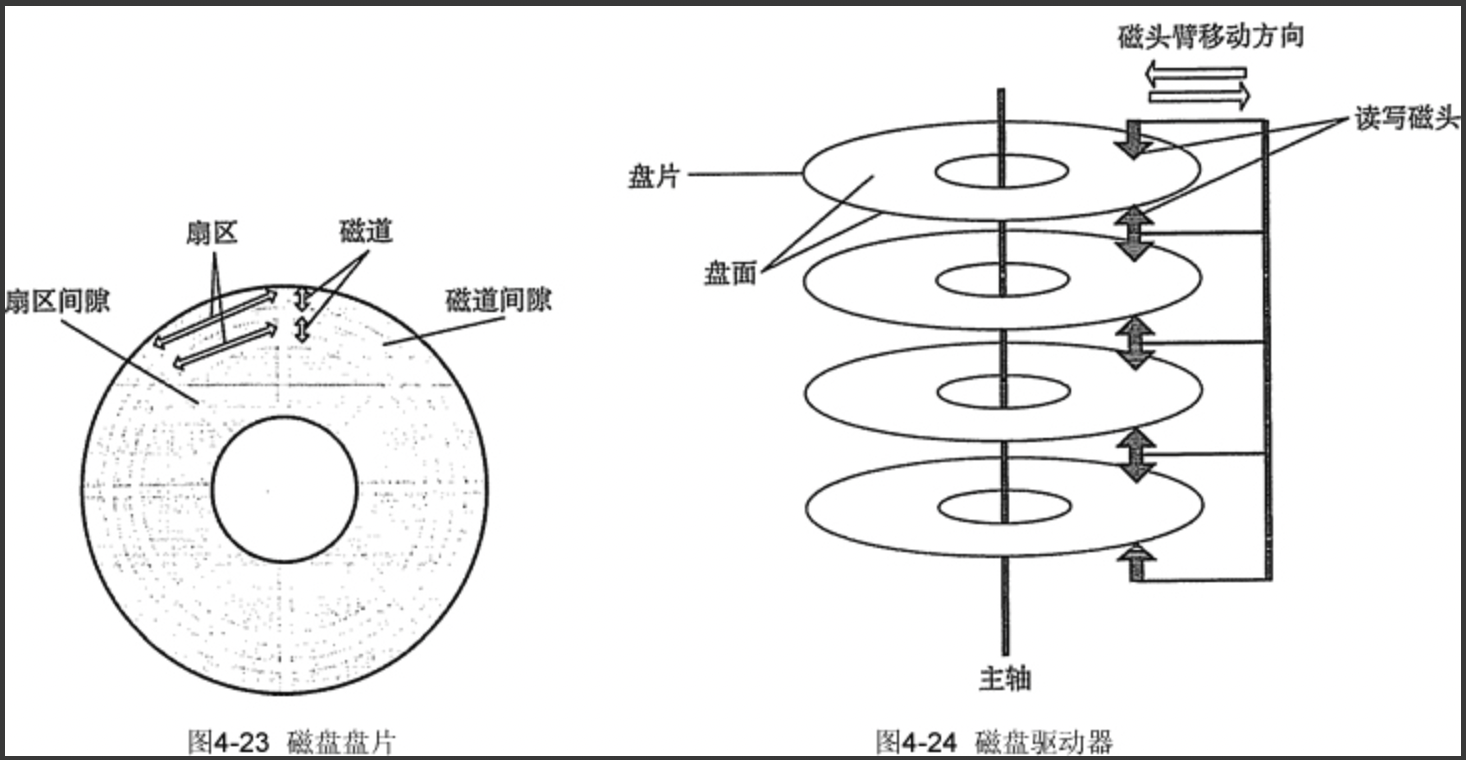 扇区
磁道
扇区间隙
磁道间隙
图4-23 磁盘盘片
磁头臂移动方向
读写磁头
盘片
盘面
主轴
图4-24 磁盘驱动器